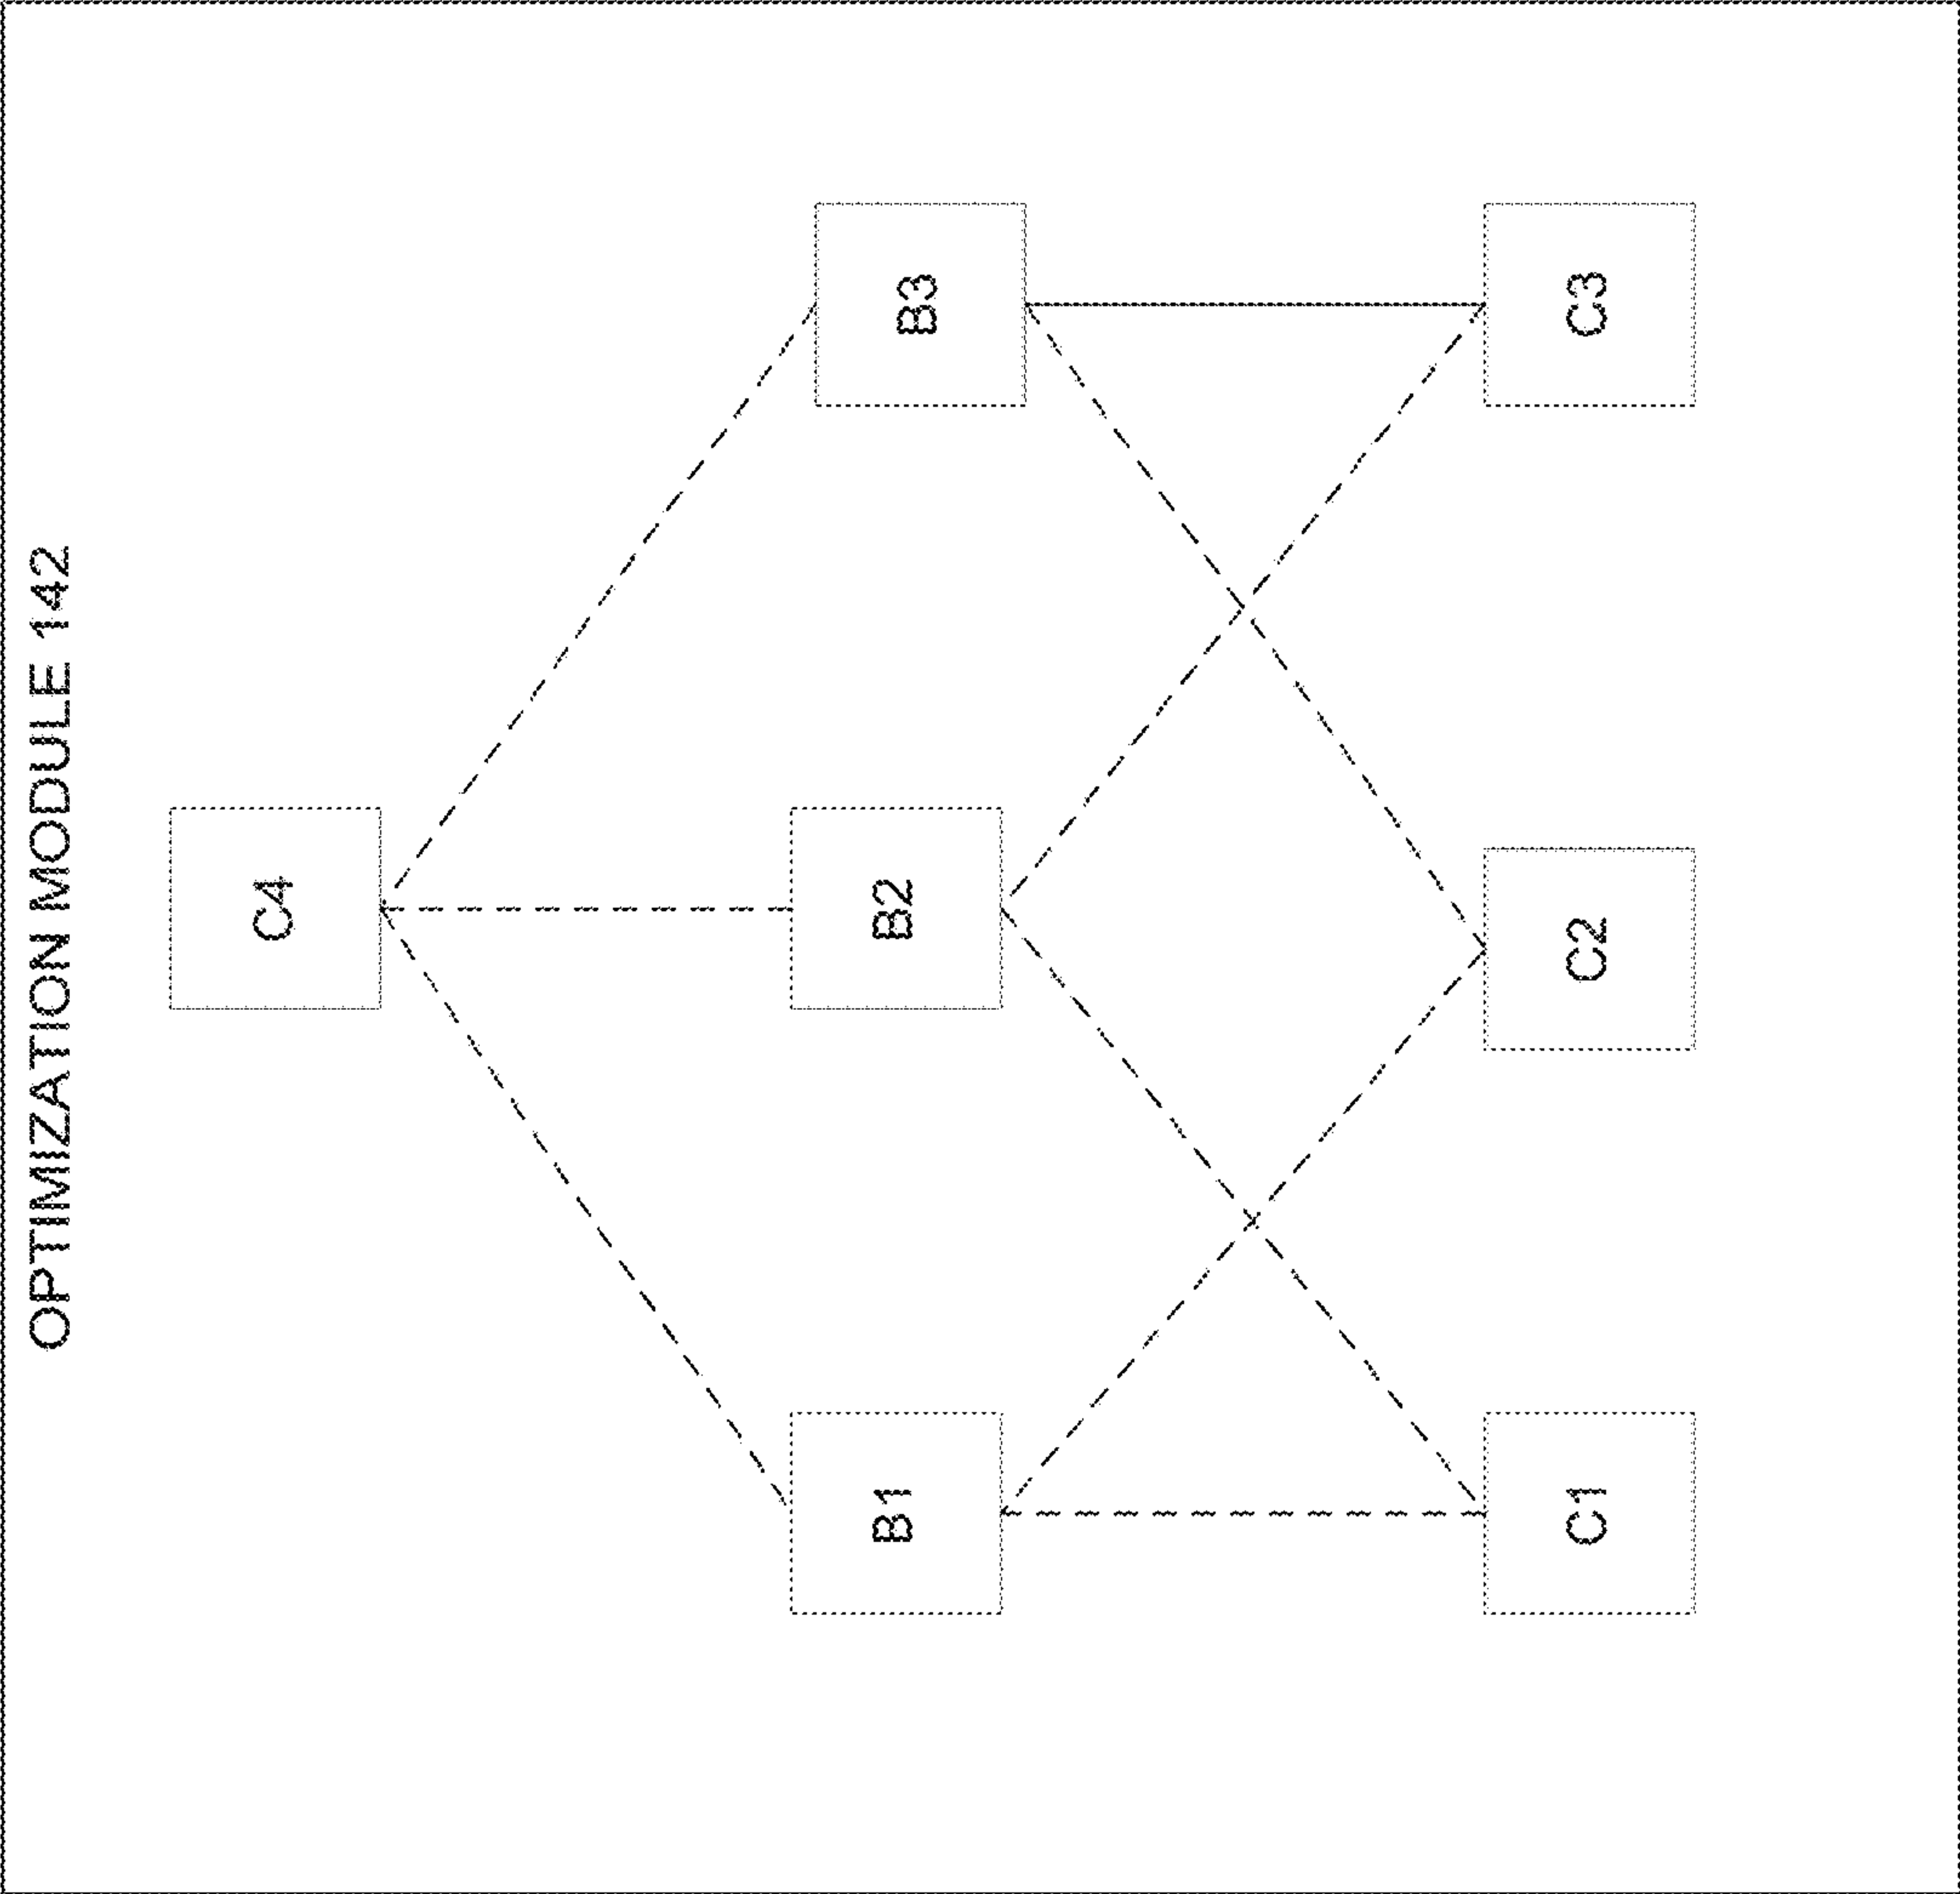 OPTIMIZATION MODULE 142
C4
B1
B2
B3
C1
C2
C3